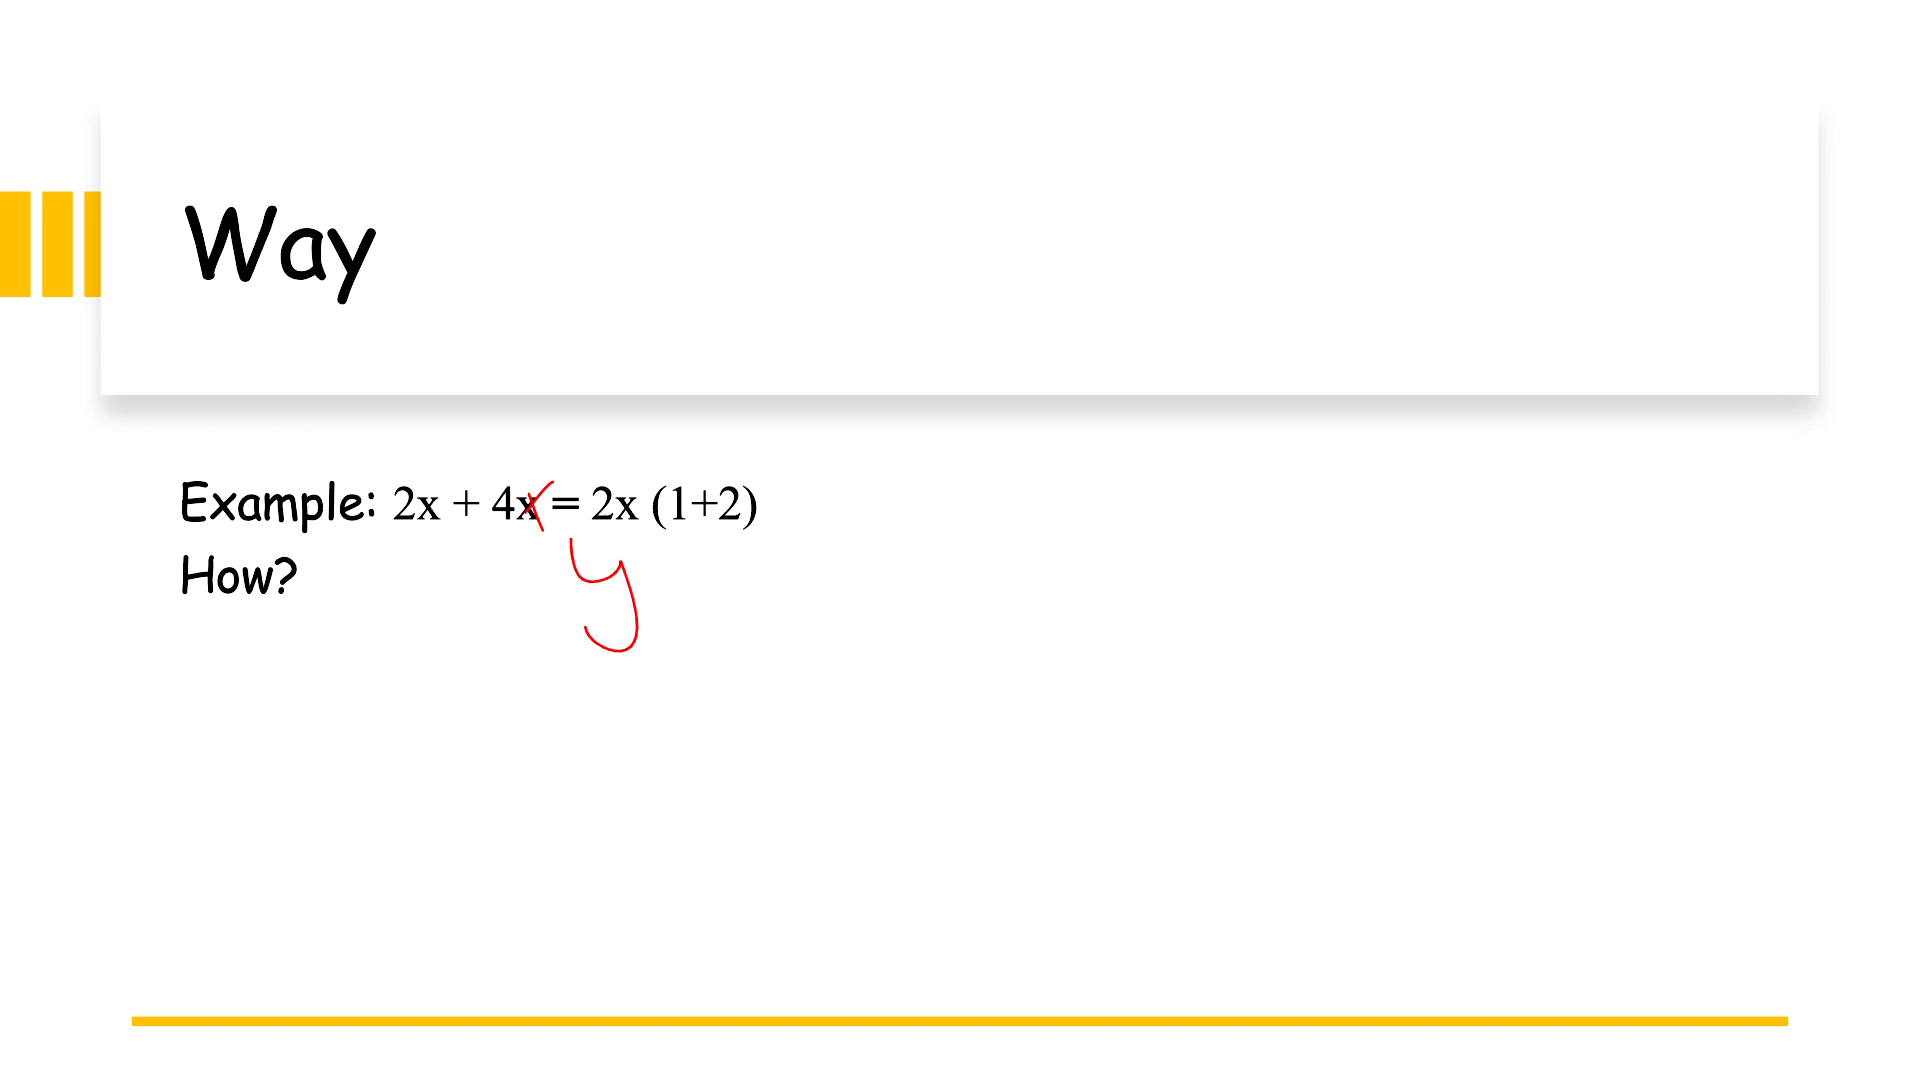 Way
Example: 2x + 4x = 2x (1+2)
y
How?